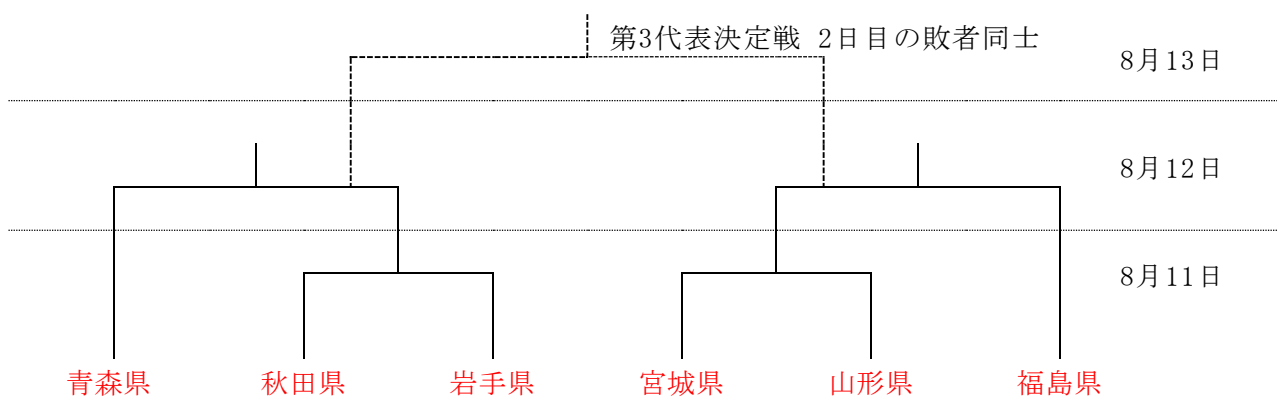 第3代表決定戦 2日目の敗者同士
8月13日
8月12日
8月11日
青森県 秋田県 岩手県 宮城県 山形県 福島県